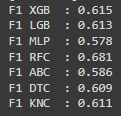 F1 XGB : 0.615
F1 LGB : 0.613
F1 MLP : 0.578
F1 RFC : 0.681
F1 ABC : 0.586
F1 DTC : 0.609
F1 KNC : 0.611